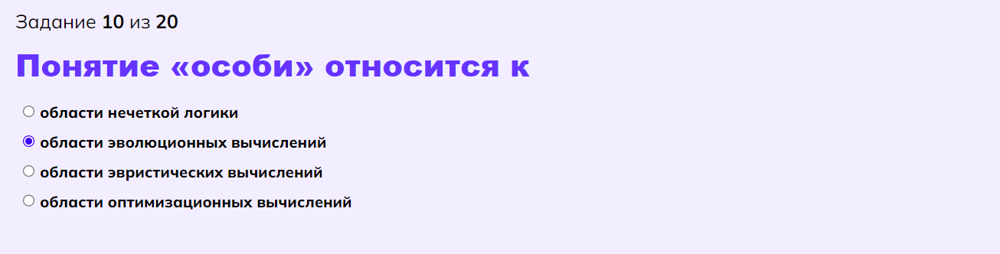 Задание 10 из 20
Понятие «особи» относится к
области нечеткой логики
области эволюционных вычислений
области эвристических вычислений
области оптимизационных вычислений